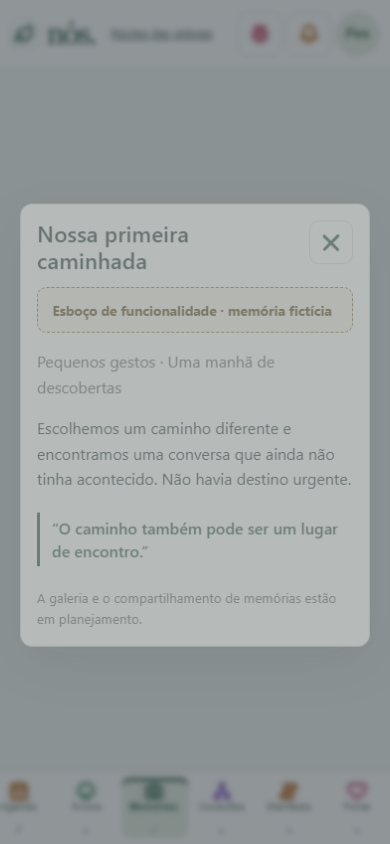 nós.
Nossa primeira
caminhada
Esboço de funcionalidade · memória fictícia
Pequenos gestos · Uma manhã de
descobertas
Escolhemos um caminho diferente e
encontramos uma conversa que ainda não
tinha acontecido. Não havia destino urgente.
“O caminho também pode ser um lugar
de encontro.”
A galeria e o compartilhamento de memórias estão
em planejamento.